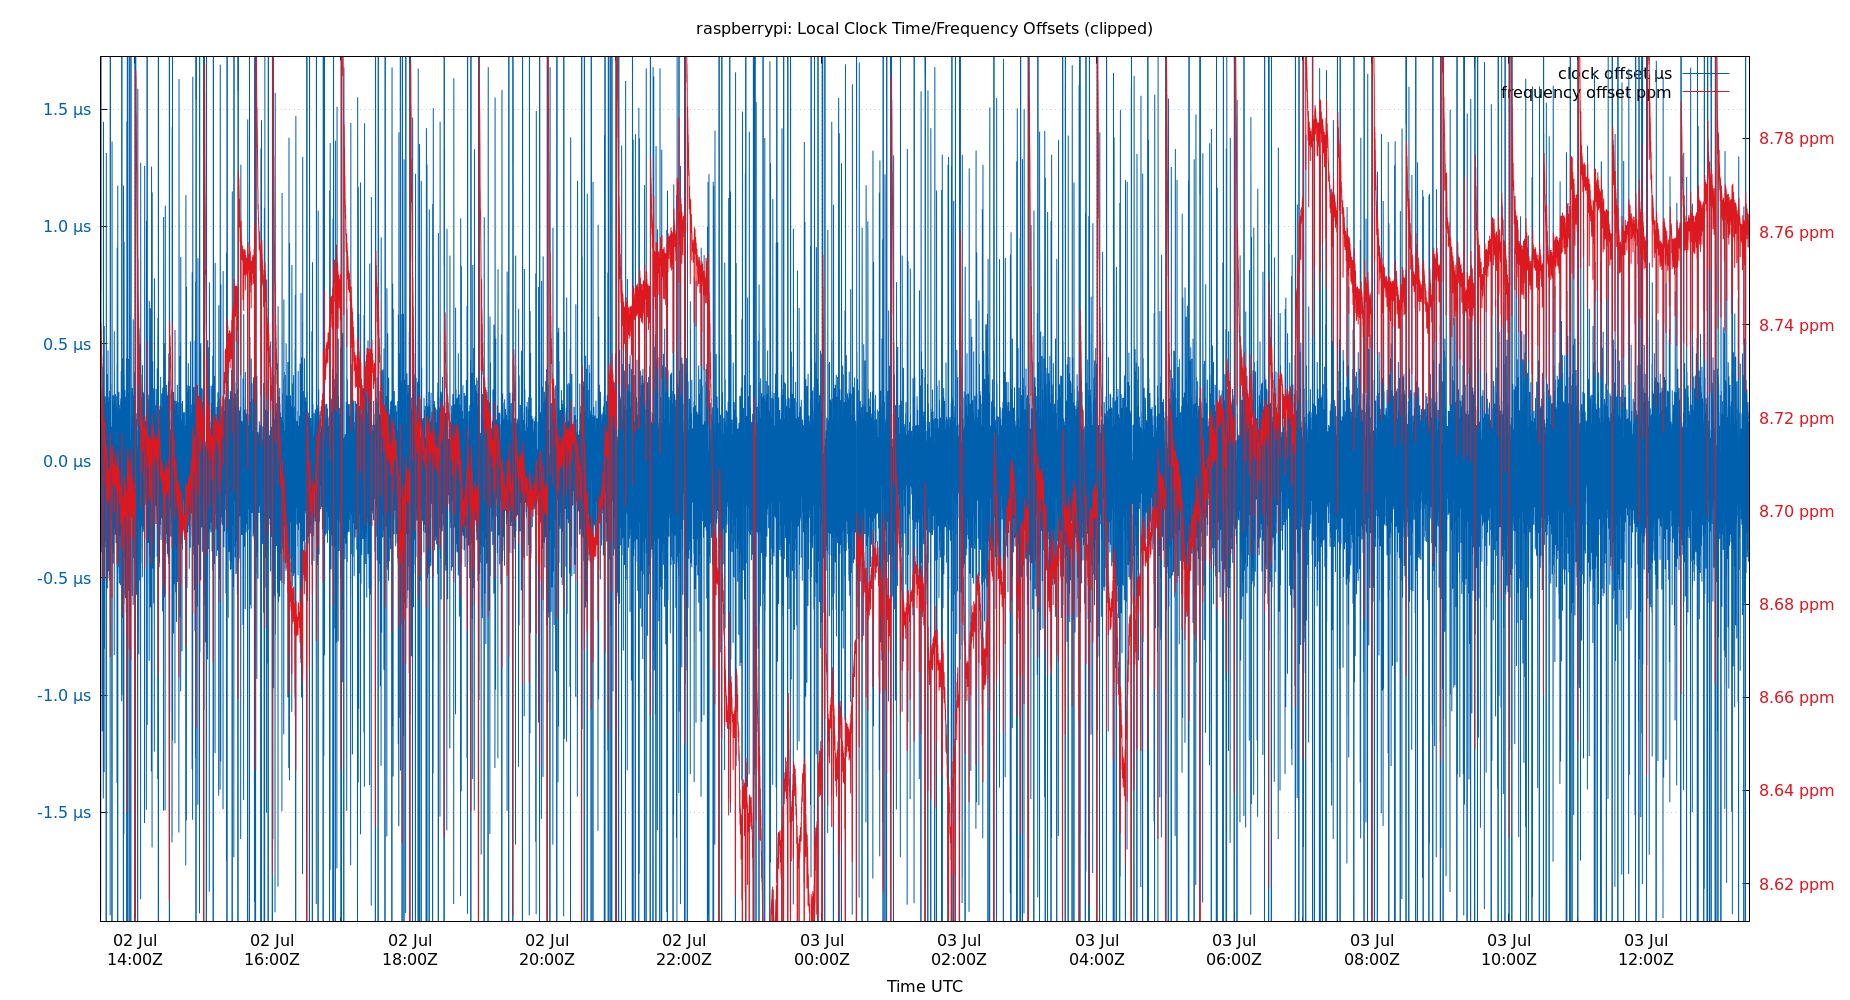 raspberrypi: Local Clock Time/Frequency Offsets (clipped)
clock offset µs
frequency offset ppm
1.5 µs
1.0 µs
0.5 µs
0.0 µs
-0.5 µs
-1.0 µs
-1.5 µs
8.78 ppm
8.76 ppm
8.74 ppm
8.72 ppm
8.70 ppm
8.68 ppm
8.66 ppm
8.64 ppm
8.62 ppm
02 Jul 02 Jul 02 Jul 02 Jul 02 Jul 03 Jul 03 Jul 03 Jul 03 Jul 03 Jul 03 Jul 03 Jul
14:00Z 16:00Z 18:00Z 20:00Z 22:00Z 00:00Z 02:00Z 04:00Z 06:00Z 08:00Z 10:00Z 12:00Z
Time UTC